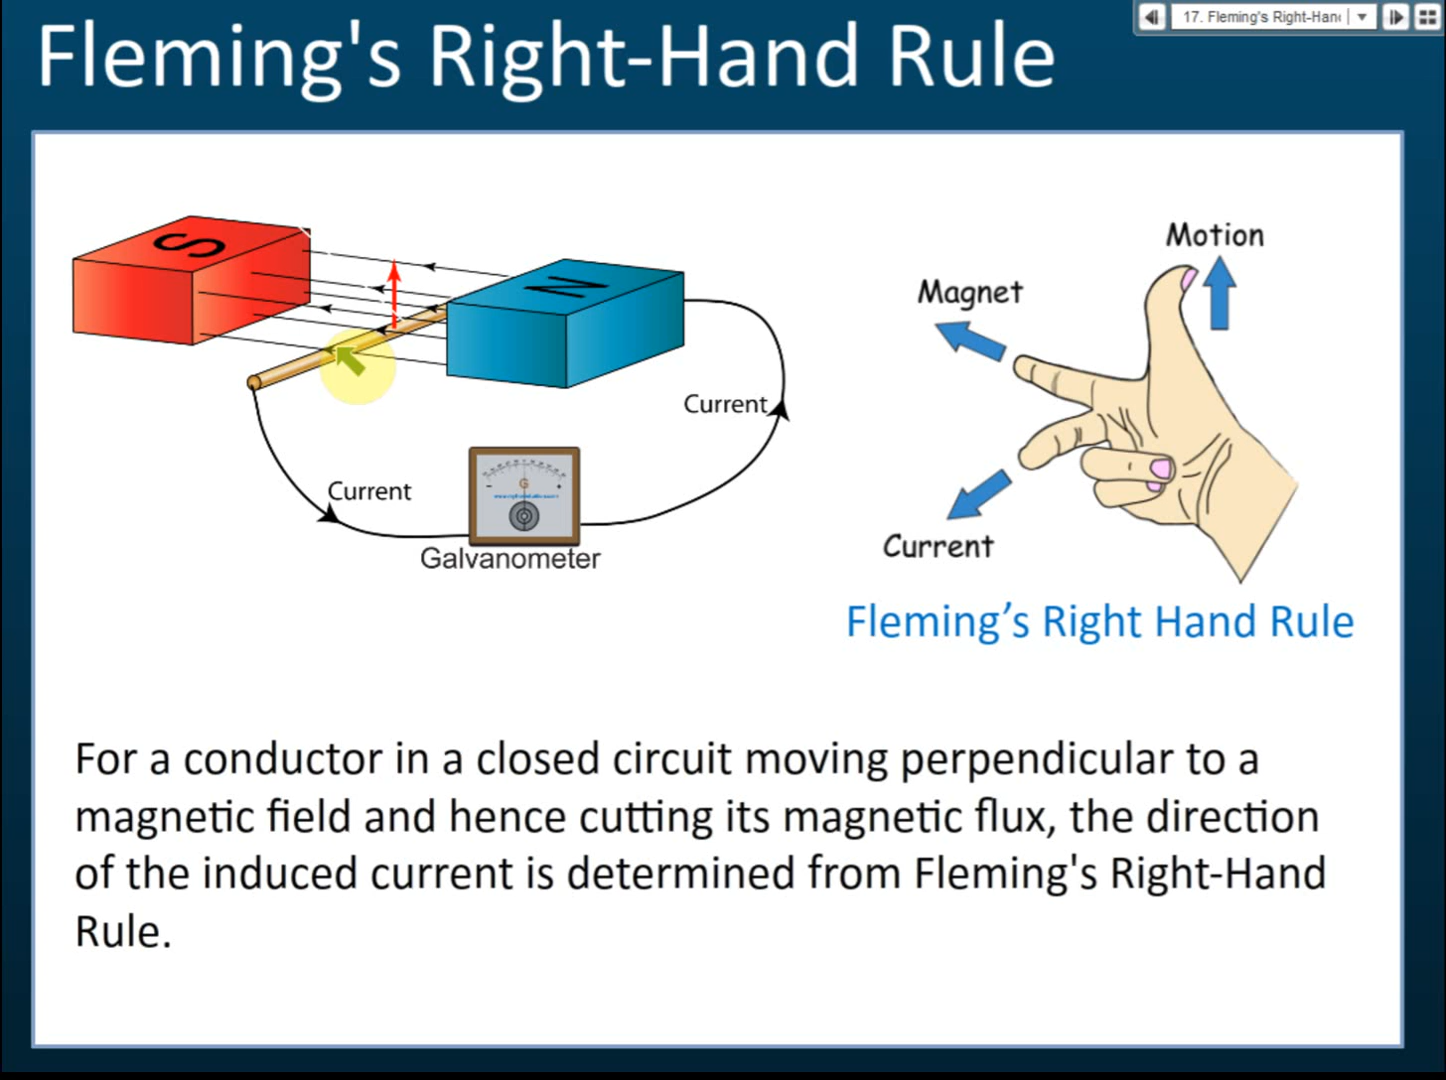 17. Fleming's Right-Han
Fleming's Right-Hand Rule
S
N
Current
Current
G
- +
Galvanometer
Motion
Magnet
Current
Fleming’s Right Hand Rule
For a conductor in a closed circuit moving perpendicular to a
magnetic field and hence cutting its magnetic flux, the direction
of the induced current is determined from Fleming's Right-Hand
Rule.